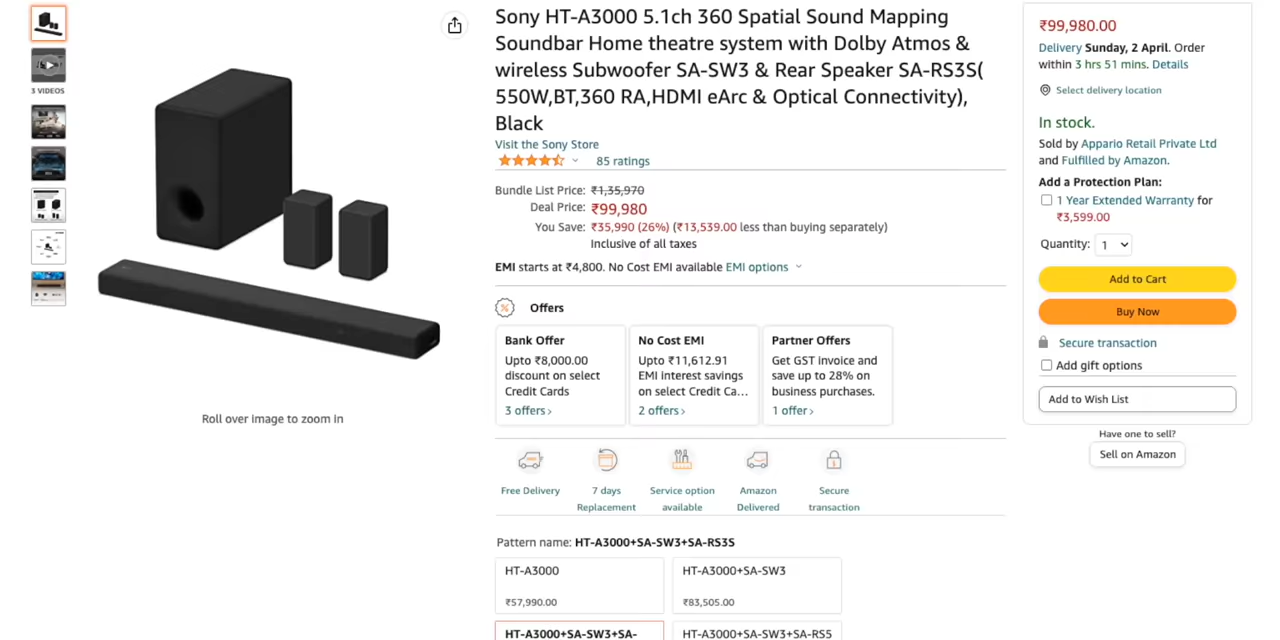 3 VIDEOS
Roll over image to zoom in
Sony HT-A3000 5.1ch 360 Spatial Sound Mapping
Soundbar Home theatre system with Dolby Atmos &
wireless Subwoofer SA-SW3 & Rear Speaker SA-RS3S(
550W,BT,360 RA,HDMI eArc & Optical Connectivity),
Black
Visit the Sony Store
85 ratings
Bundle List Price: ₹1,35,970
Deal Price: ₹99,980
You Save: ₹35,990 (26%) (₹13,539.00 less than buying separately)
Inclusive of all taxes
EMI starts at ₹4,800. No Cost EMI available EMI options
Offers
Bank Offer
Upto ₹8,000.00
discount on select
Credit Cards
3 offers›
No Cost EMI
Upto ₹11,612.91
EMI interest savings
on select Credit Ca...
2 offers›
Partner Offers
Get GST invoice and
save up to 28% on
business purchases.
1 offer›
Free Delivery
7 days
Replacement
Service option
available
Amazon
Delivered
Secure
transaction
Pattern name: HT-A3000+SA-SW3+SA-RS3S
HT-A3000
₹57,990.00
HT-A3000+SA-SW3
₹83,505.00
HT-A3000+SA-SW3+SA-
HT-A3000+SA-SW3+SA-RS5
₹99,980.00
Delivery Sunday, 2 April. Order
within 3 hrs 51 mins. Details
Select delivery location
In stock.
Sold by Appario Retail Private Ltd
and Fulfilled by Amazon.
Add a Protection Plan:
1 Year Extended Warranty for
₹3,599.00
Quantity: 1
Add to Cart
Buy Now
Secure transaction
Add gift options
Add to Wish List
Have one to sell?
Sell on Amazon